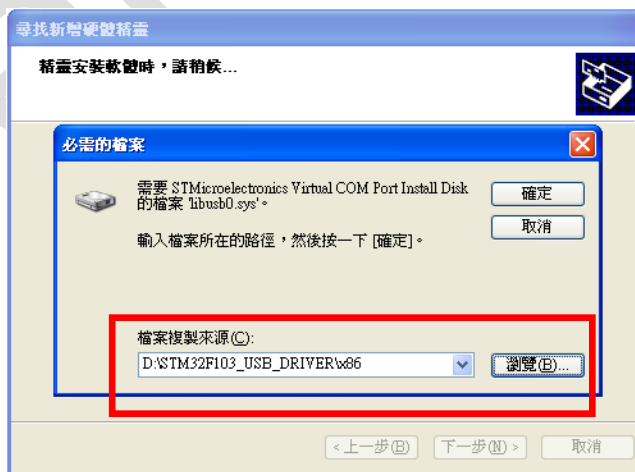 尋找新增硬體精靈
精靈安裝軟體時，請稍候...
必需的檔案
需要 STMicroelectronics Virtual COM Port Install Disk
的檔案 'libusb0.sys'。
確定
取消
輸入檔案所在的路徑，然後按一下 [確定]。
檔案複製來源(C):
D:\STM32F103_USB_DRIVER\x86
瀏覽(B)...
<上一步(B)
下一步(N)>
取消